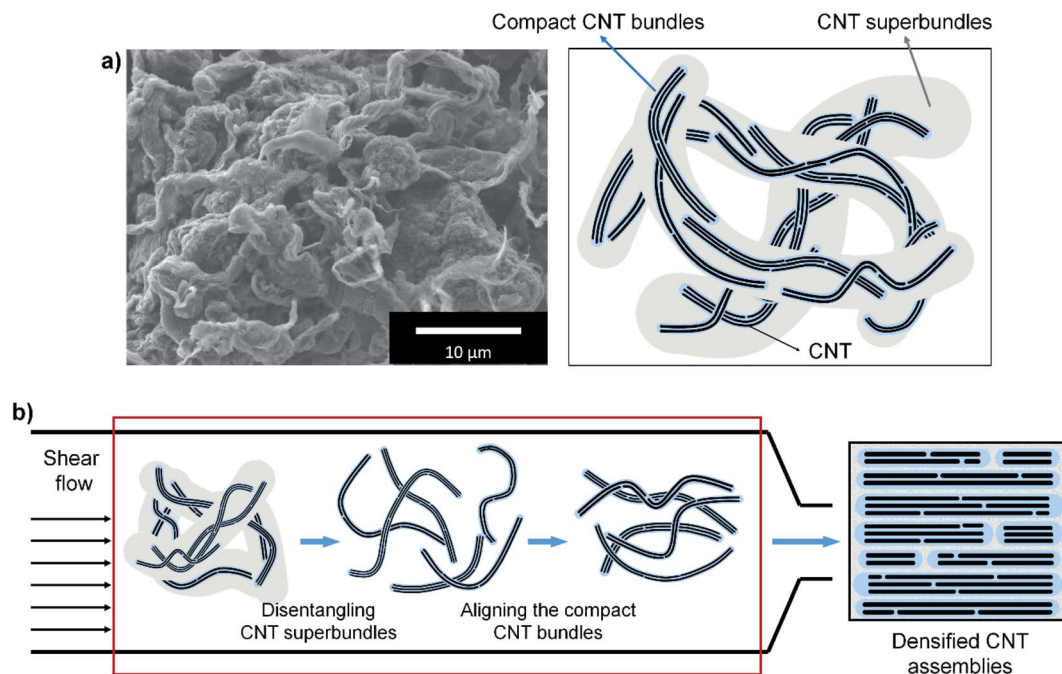 Compact CNT bundles
CNT superbundles
a)
10 µm
CNT
b)
Shear
flow
Disentangling
CNT superbundles
Aligning the compact
CNT bundles
Densified CNT
assemblies